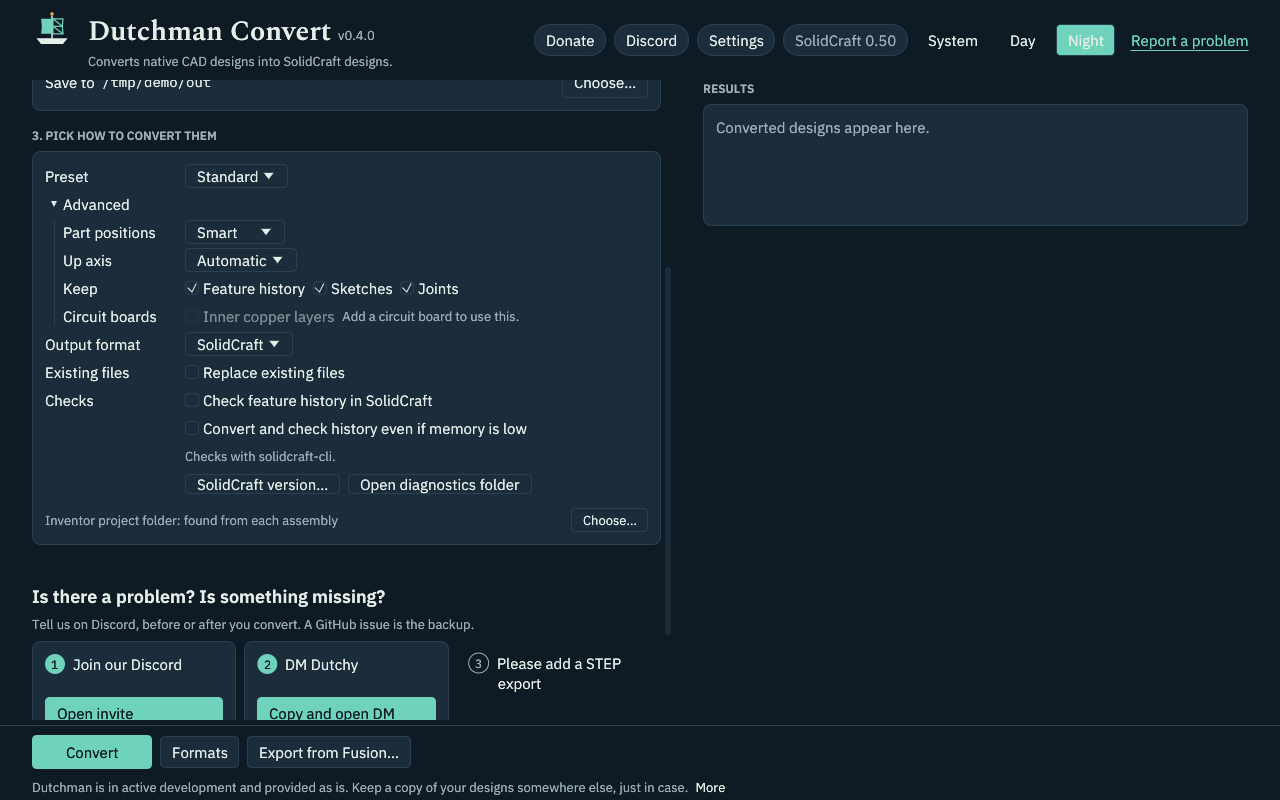 Dutchman Convert v0.4.0
Converts native CAD designs into SolidCraft designs.
Donate
Discord
Settings
SolidCraft 0.50
System
Day
Night
Report a problem
Save to /tmp/demo/out
Choose...
3. PICK HOW TO CONVERT THEM
Preset Standard
Advanced
Part positions Smart
Up axis Automatic
Keep Feature history Sketches Joints
Circuit boards Inner copper layers Add a circuit board to use this.
Output format SolidCraft
Existing files Replace existing files
Checks Check feature history in SolidCraft
Convert and check history even if memory is low
Checks with solidcraft-cli.
SolidCraft version... Open diagnostics folder
Inventor project folder: found from each assembly Choose...
Is there a problem? Is something missing?
Tell us on Discord, before or after you convert. A GitHub issue is the backup.
1 Join our Discord
Open invite
2 DM Dutchy
Copy and open DM
3 Please add a STEP
export
RESULTS
Converted designs appear here.
Convert Formats Export from Fusion...
Dutchman is in active development and provided as is. Keep a copy of your designs somewhere else, just in case. More